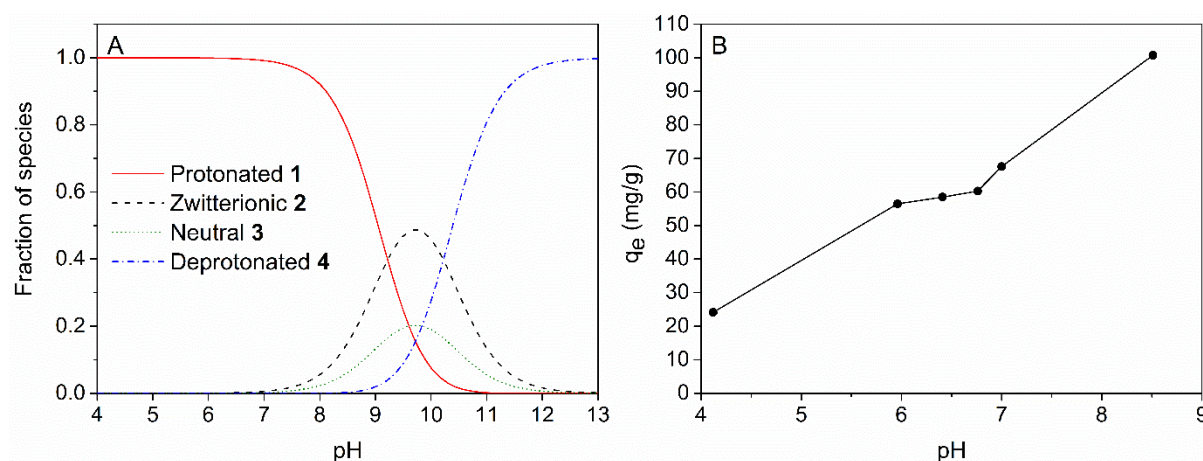 A
Fraction of species
1.0
0.8
0.6
0.4
0.2
0.0
Protonated 1
Zwitterionic 2
Neutral 3
Deprotonated 4
4 5 6 7 8 9 10 11 12 13
pH
B
qe (mg/g)
110
100
90
80
70
60
50
40
30
20
10
0
4 5 6 7 8 9
pH